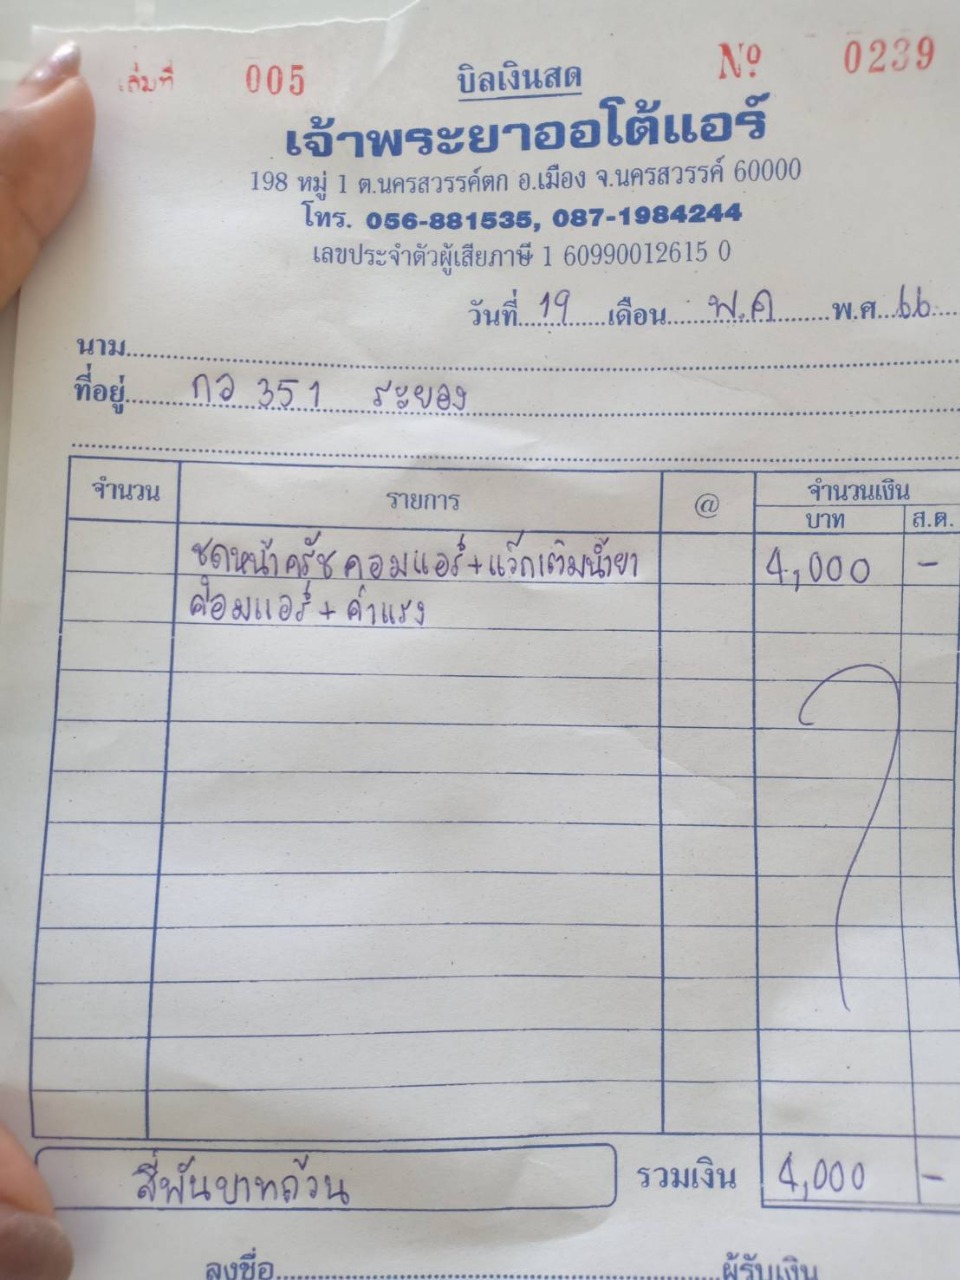 เล่มที่ 005 บิลเงินสด Nº 0239
เจ้าพระยาออโต้แอร์
198 หมู่ 1 ต.นครสวรรค์ตก อ.เมือง จ.นครสวรรค์ 60000
โทร. 056-881535, 087-1984244
เลขประจำตัวผู้เสียภาษี 1 60990012615 0
วันที่ 19 เดือน พ.ค พ.ศ. 66
นาม
ที่อยู่ กว 351 ระยอง
จำนวน รายการ @ จำนวนเงิน
บาท ส.ต.
ชุดหน้าครัช คอมแอร์+แว็กเติมน้ำยา 4,000 -
คอมแอร์ + ค่าแรง
สี่พันบาทถ้วน รวมเงิน 4,000 -
ลงชื่อ ผู้รับเงิน